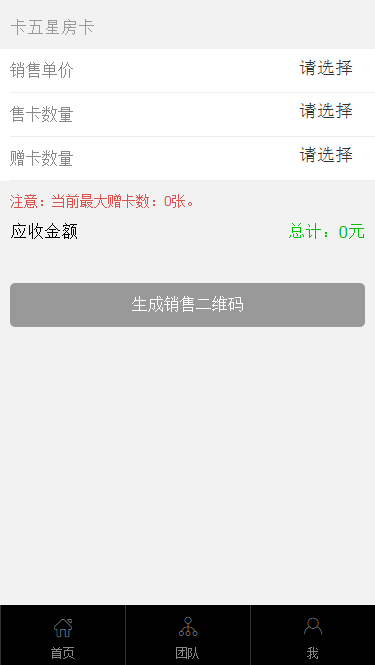 卡五星房卡
销售单价 请选择
售卡数量 请选择
赠卡数量 请选择
注意：当前最大赠卡数：0张。
应收金额 总计：0元
生成销售二维码
首页 团队 我